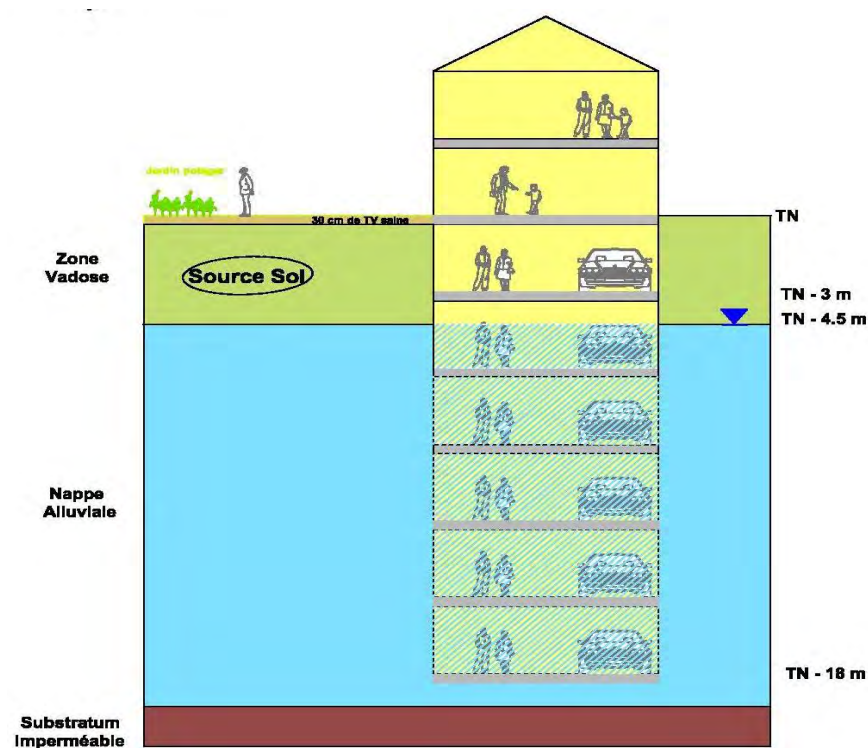 Jardin potager
30 cm de TV saine
TN
Zone
Vadose
Source Sol
TN - 3 m
TN - 4.5 m
Nappe
Alluviale
TN - 18 m
Substratum
Imperméable